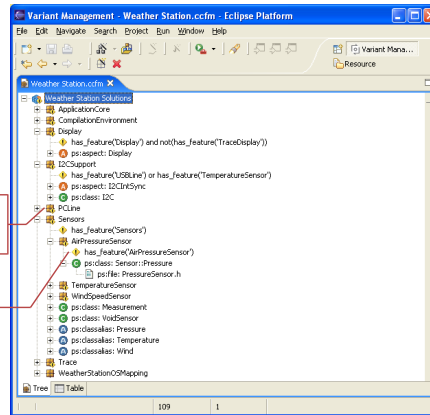 Variant Management - Weather Station.ccfm - Eclipse Platform
File Edit Navigate Search Project Run Window Help
Variant Mana...
Resource
Weather Station.ccfm
Weather Station Solutions
ApplicationCore
CompilationEnvironment
Display
has_feature('Display') and not(has_feature('TraceDisplay'))
ps:aspect: Display
I2CSupport
has_feature('USBLine') or has_feature('TemperatureSensor')
ps:aspect: I2CIntSync
ps:class: I2C
PCLine
Sensors
has_feature('Sensors')
AirPressureSensor
has_feature('AirPressureSensor')
ps:class: Sensor::Pressure
ps:file: PressureSensor.h
TemperatureSensor
WindSpeedSensor
ps:class: Measurement
ps:class: VoidSensor
ps:classalias: Pressure
ps:classalias: Temperature
ps:classalias: Wind
Trace
WeatherStationOSMapping
Tree Table
109 1